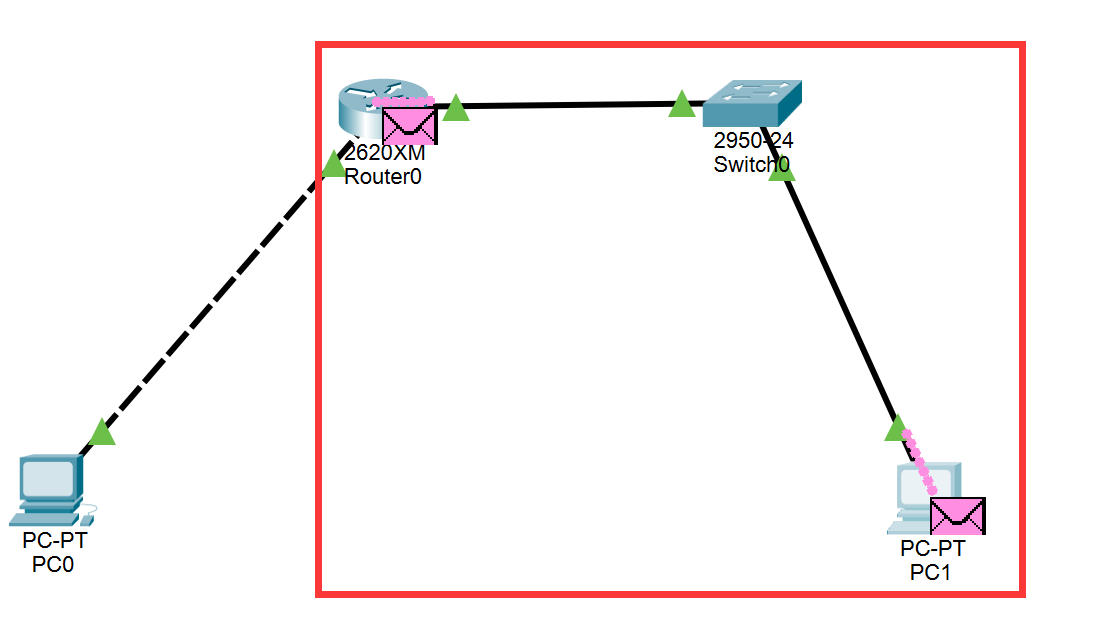 2620XM
Router0
2950-24
Switch0
PC-PT
PC0
PC-PT
PC1